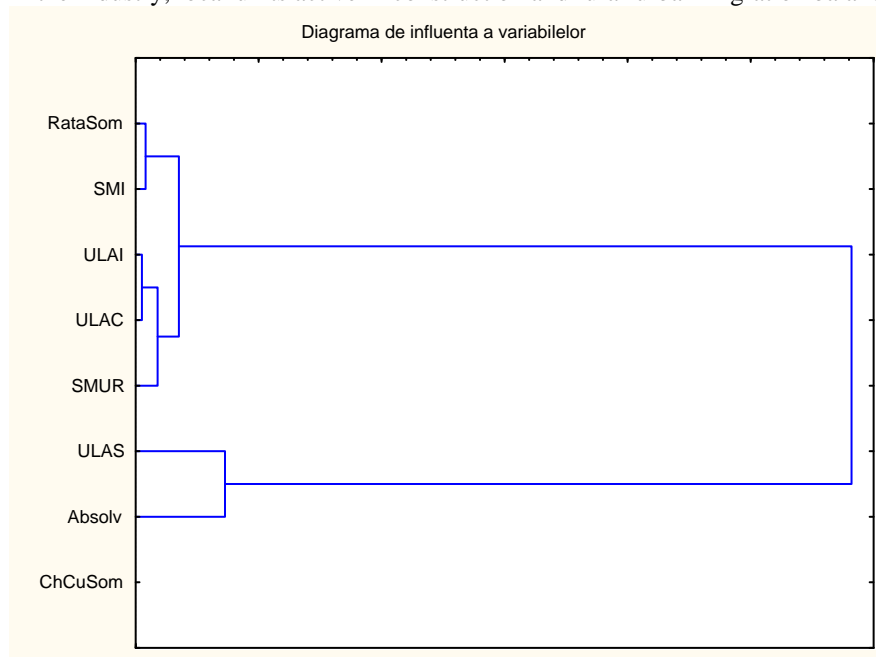 Diagrama de influenta a variabilelor
RataSom
SMI
ULAI
ULAC
SMUR
ULAS
Absolv
ChCuSom